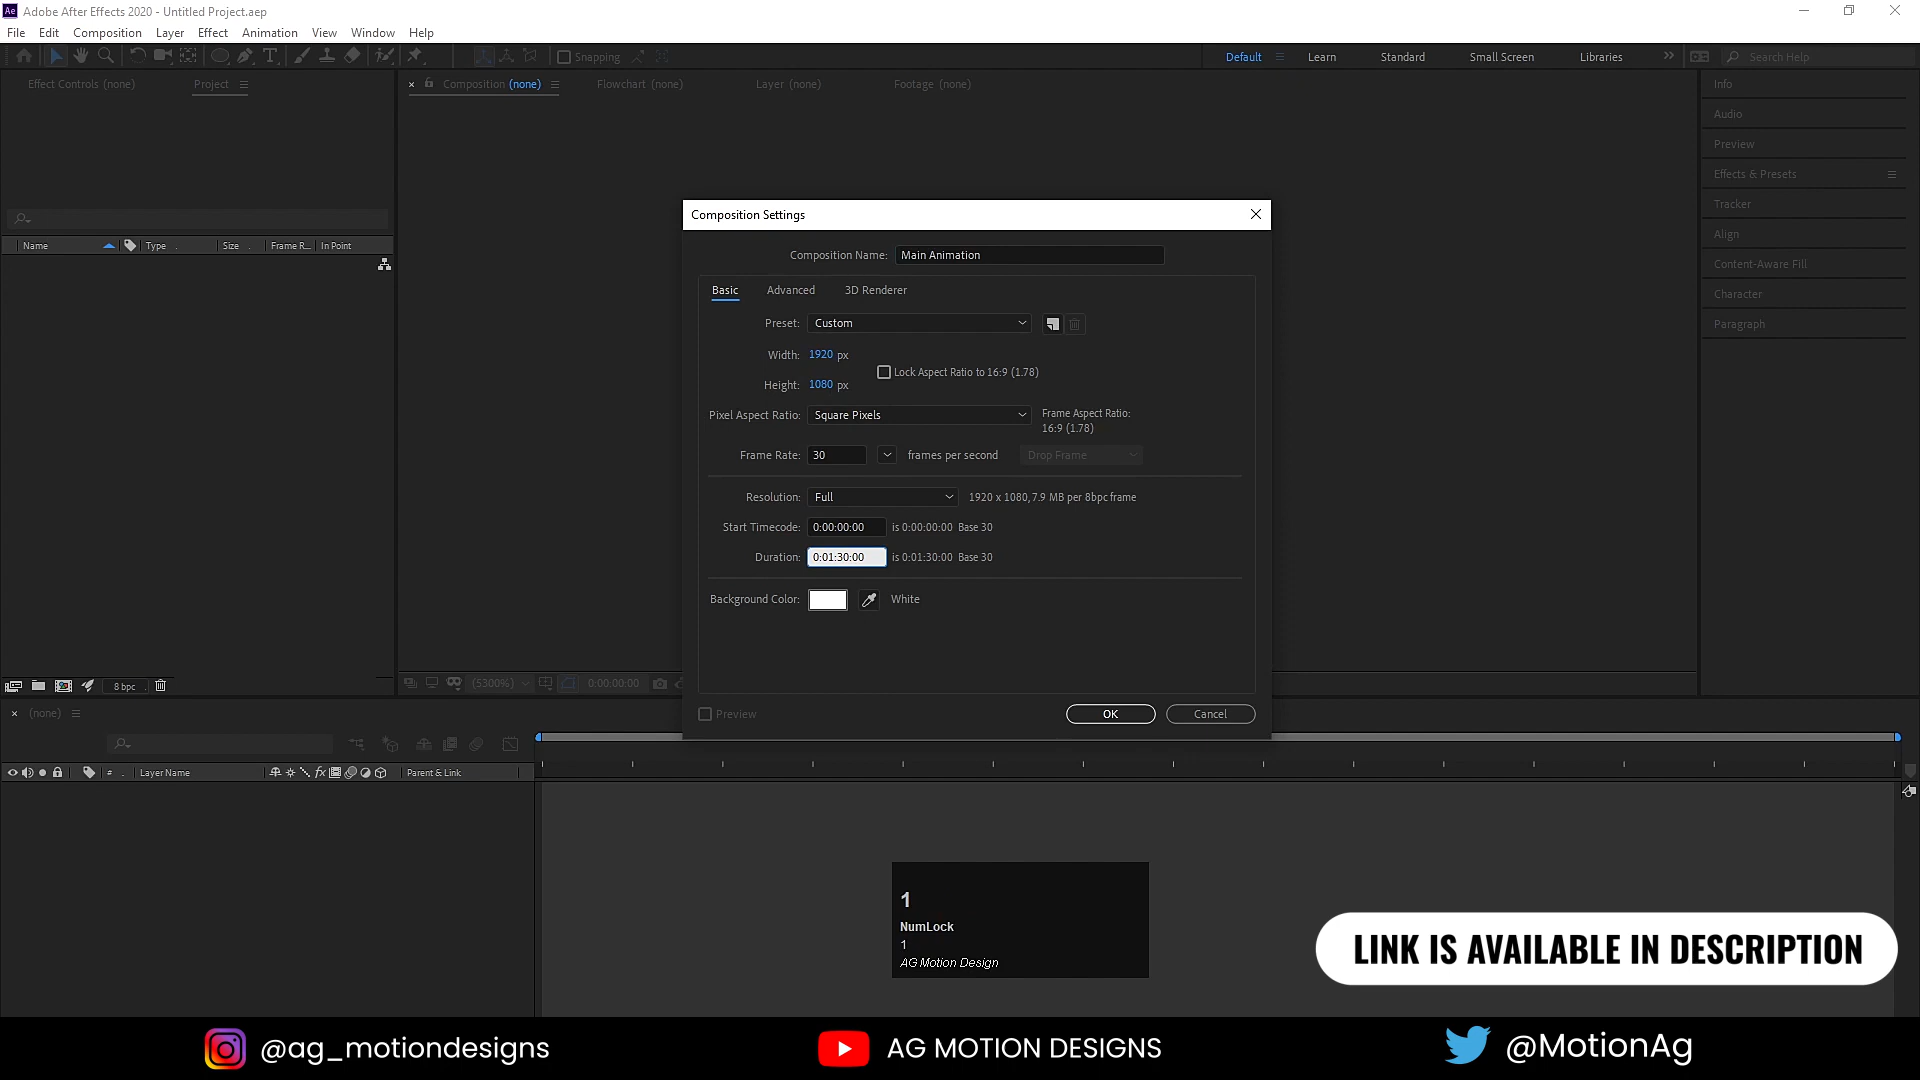 Ae Adobe After Effects 2020 - Untitled Project.aep
File Edit Composition Layer Effect Animation View Window Help
Snapping Default Learn Standard Small Screen Libraries Search Help
Effect Controls (none) Project Composition (none) Flowchart (none) Layer (none) Footage (none) Info
Audio
Preview
Effects & Presets
Tracker
Align
Content-Aware Fill
Character
Paragraph
Name Type Size Frame R... In Point
Composition Settings
Composition Name: Main Animation
Basic Advanced 3D Renderer
Preset: Custom
Width: 1920 px
Lock Aspect Ratio to 16:9 (1.78)
Height: 1080 px
Pixel Aspect Ratio: Square Pixels
Frame Aspect Ratio:
16:9 (1.78)
Frame Rate: 30 frames per second Drop Frame
Resolution: Full 1920 x 1080, 7.9 MB per 8bpc frame
Start Timecode: 0:00:00:00 is 0:00:00:00 Base 30
Duration: 0:01:30:00 is 0:01:30:00 Base 30
Background Color: White
Preview OK Cancel
8 bpc (5300%) 0:00:00:00
(none)
# Layer Name fx Parent & Link
1
NumLock
1
AG Motion Design
LINK IS AVAILABLE IN DESCRIPTION
@ag_motiondesigns AG MOTION DESIGNS @MotionAg